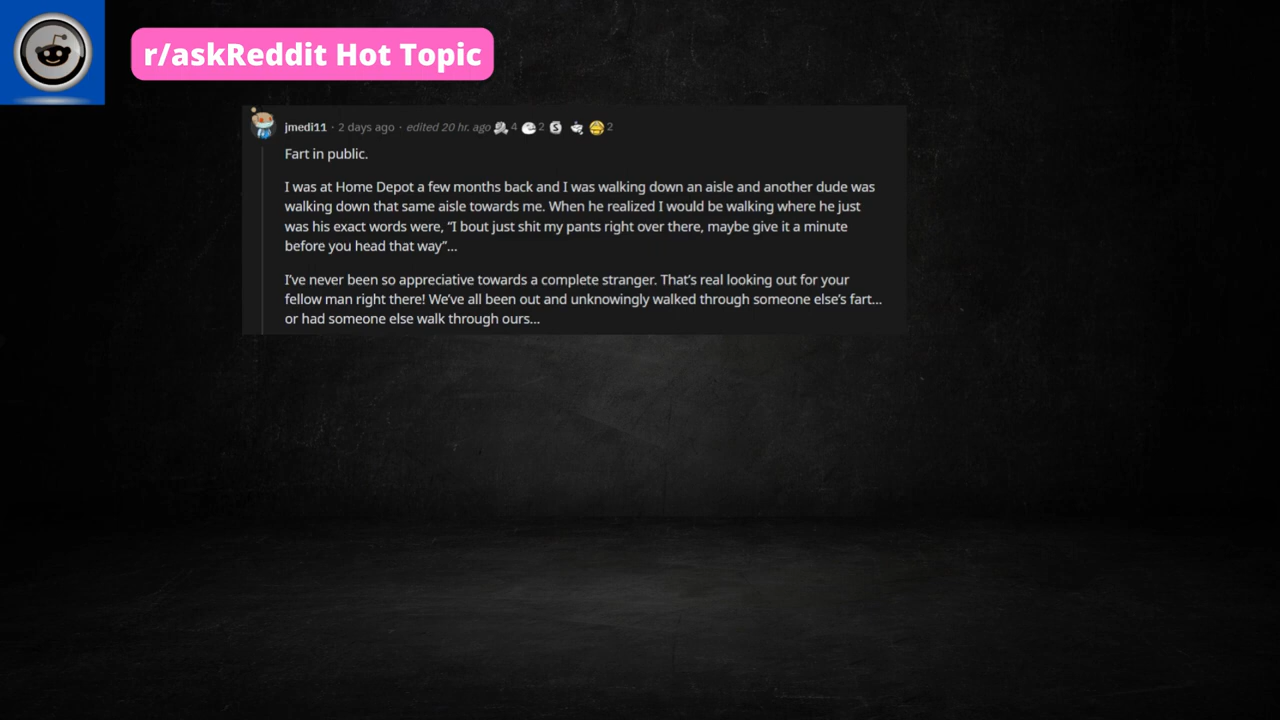 r/askReddit Hot Topic
jmedi11 · 2 days ago · edited 20 hr. ago 4 2 S 2
Fart in public.
I was at Home Depot a few months back and I was walking down an aisle and another dude was
walking down that same aisle towards me. When he realized I would be walking where he just
was his exact words were, “I bout just shit my pants right over there, maybe give it a minute
before you head that way”...
I’ve never been so appreciative towards a complete stranger. That’s real looking out for your
fellow man right there! We’ve all been out and unknowingly walked through someone else’s fart...
or had someone else walk through ours...